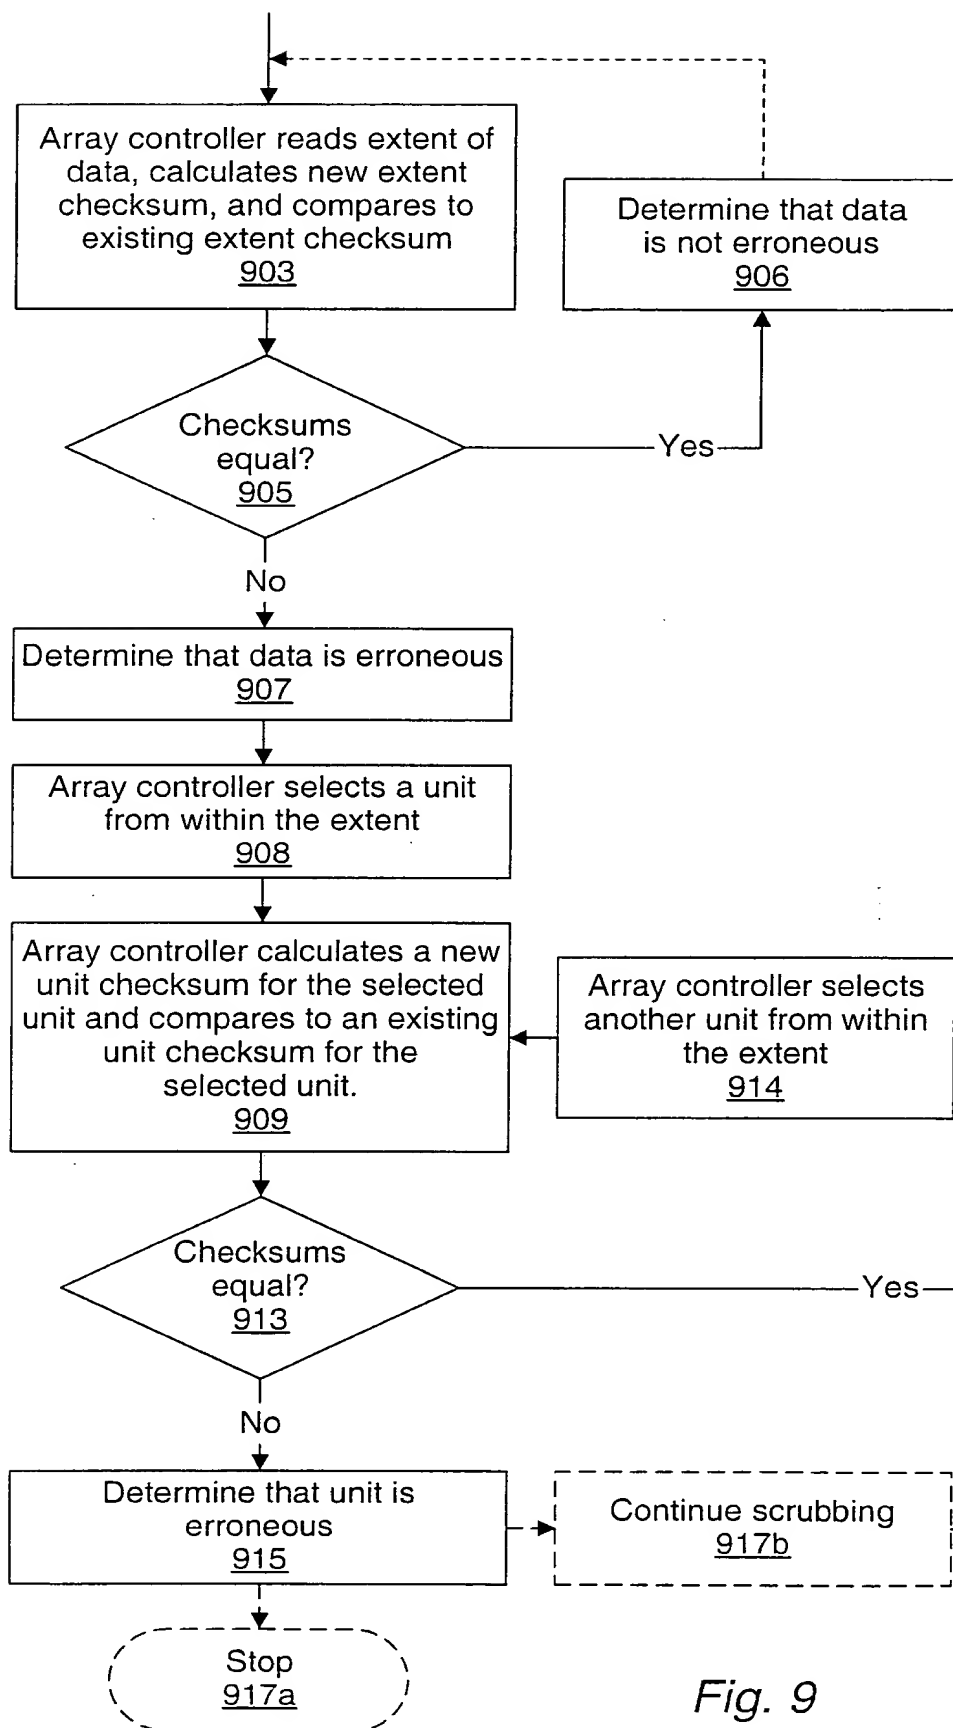 Array controller reads extent of
data, calculates new extent
checksum, and compares to
existing extent checksum
903
Determine that data
is not erroneous
906
Checksums
equal?
905
Yes
No
Determine that data is erroneous
907
Array controller selects a unit
from within the extent
908
Array controller calculates a new
unit checksum for the selected
unit and compares to an existing
unit checksum for the
selected unit.
909
Array controller selects
another unit from within
the extent
914
Checksums
equal?
913
Yes
No
Determine that unit is
erroneous
915
Continue scrubbing
917b
Stop
917a
Fig. 9